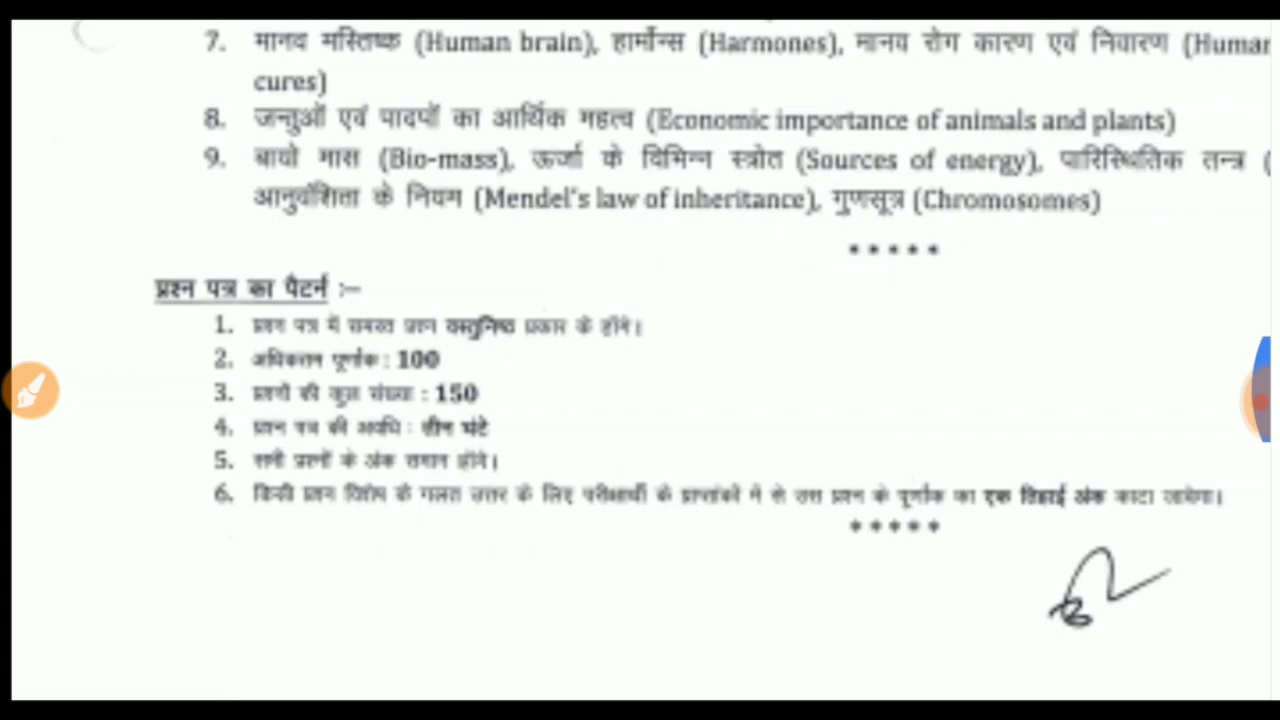 7. मानव मस्तिष्क (Human brain), हार्मोन्स (Harmones), मानव रोग कारण एवं निवारण (Human
cures)
8. जन्तुओं एवं पादपों का आर्थिक महत्व (Economic importance of animals and plants)
9. बायो मास (Bio-mass), ऊर्जा के विभिन्न स्त्रोत (Sources of energy), पारिस्थितिक तन्त्र (
आनुवंशिता के नियम (Mendel's law of inheritance), गुणसूत्र (Chromosomes)
*****
प्रश्न पत्र का पैटर्न :–
1. प्रश्न पत्र में समस्त प्रश्न वस्तुनिष्ठ प्रकार के होंगे।
2. अधिकतम पूर्णांक : 100
3. प्रश्नों की कुल संख्या : 150
4. प्रश्न पत्र की अवधि : तीन घंटे
5. सभी प्रश्नों के अंक समान होंगे।
6. किसी प्रश्न विशेष के गलत उत्तर के लिए परीक्षार्थी के प्राप्तांकों में से उस प्रश्न के पूर्णांक का एक तिहाई अंक काटा जायेगा।
*****